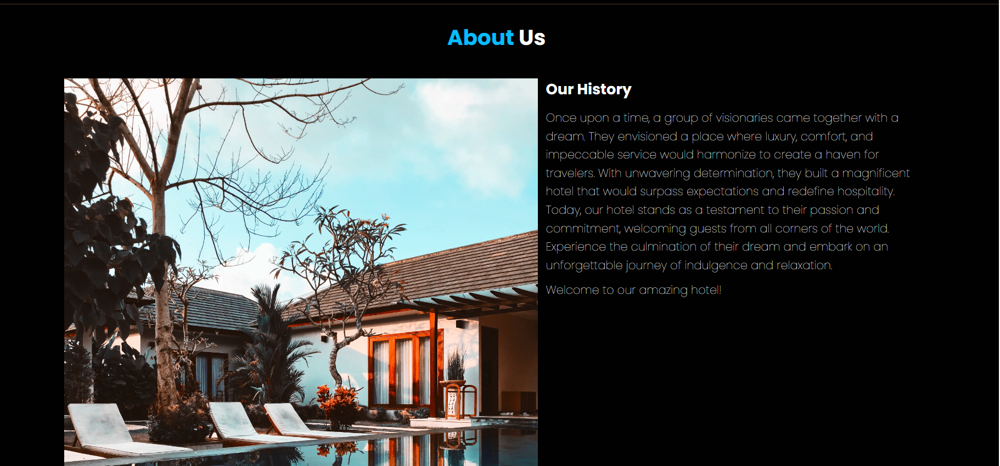 About Us
Our History
Once upon a time, a group of visionaries came together with a
dream. They envisioned a place where luxury, comfort, and
impeccable service would harmonize to create a haven for
travelers. With unwavering determination, they built a magnificent
hotel that would surpass expectations and redefine hospitality.
Today, our hotel stands as a testament to their passion and
commitment, welcoming guests from all corners of the world.
Experience the culmination of their dream and embark on an
unforgettable journey of indulgence and relaxation.
Welcome to our amazing hotel!